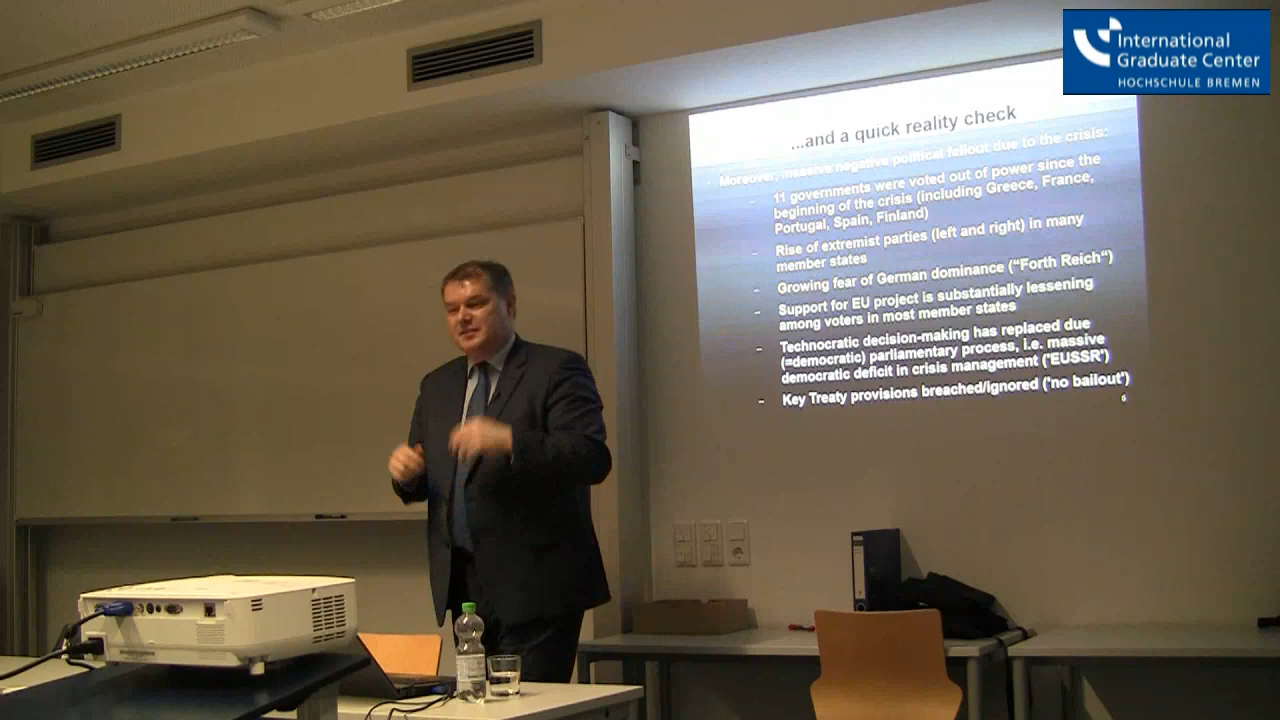 International
Graduate Center
HOCHSCHULE BREMEN
...and a quick reality check
Moreover, massive negative political fallout due to the crisis:
- 11 governments were voted out of power since the
beginning of the crisis (including Greece, France,
Portugal, Spain, Finland)
- Rise of extremist parties (left and right) in many
member states
- Growing fear of German dominance (“Forth Reich“)
- Support for EU project is substantially lessening
among voters in most member states
- Technocratic decision-making has replaced due
(=democratic) parliamentary process, i.e. massive
democratic deficit in crisis management ('EUSSR')
- Key Treaty provisions breached/ignored ('no bailout')
6